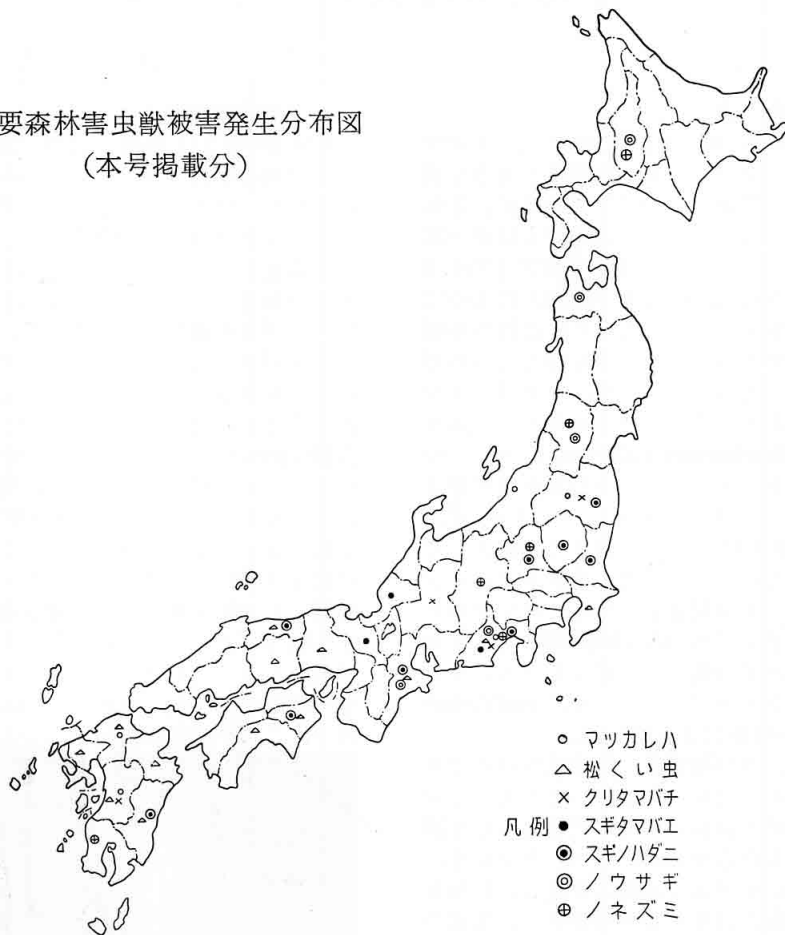 要森林害虫獣被害発生分布図
(本号掲載分)
○ マツカレハ
△ 松くい虫
× クリタマバチ
凡例 ● スギタマバエ
◉ スギノハダニ
◎ ノウサギ
⊕ ノネズミ